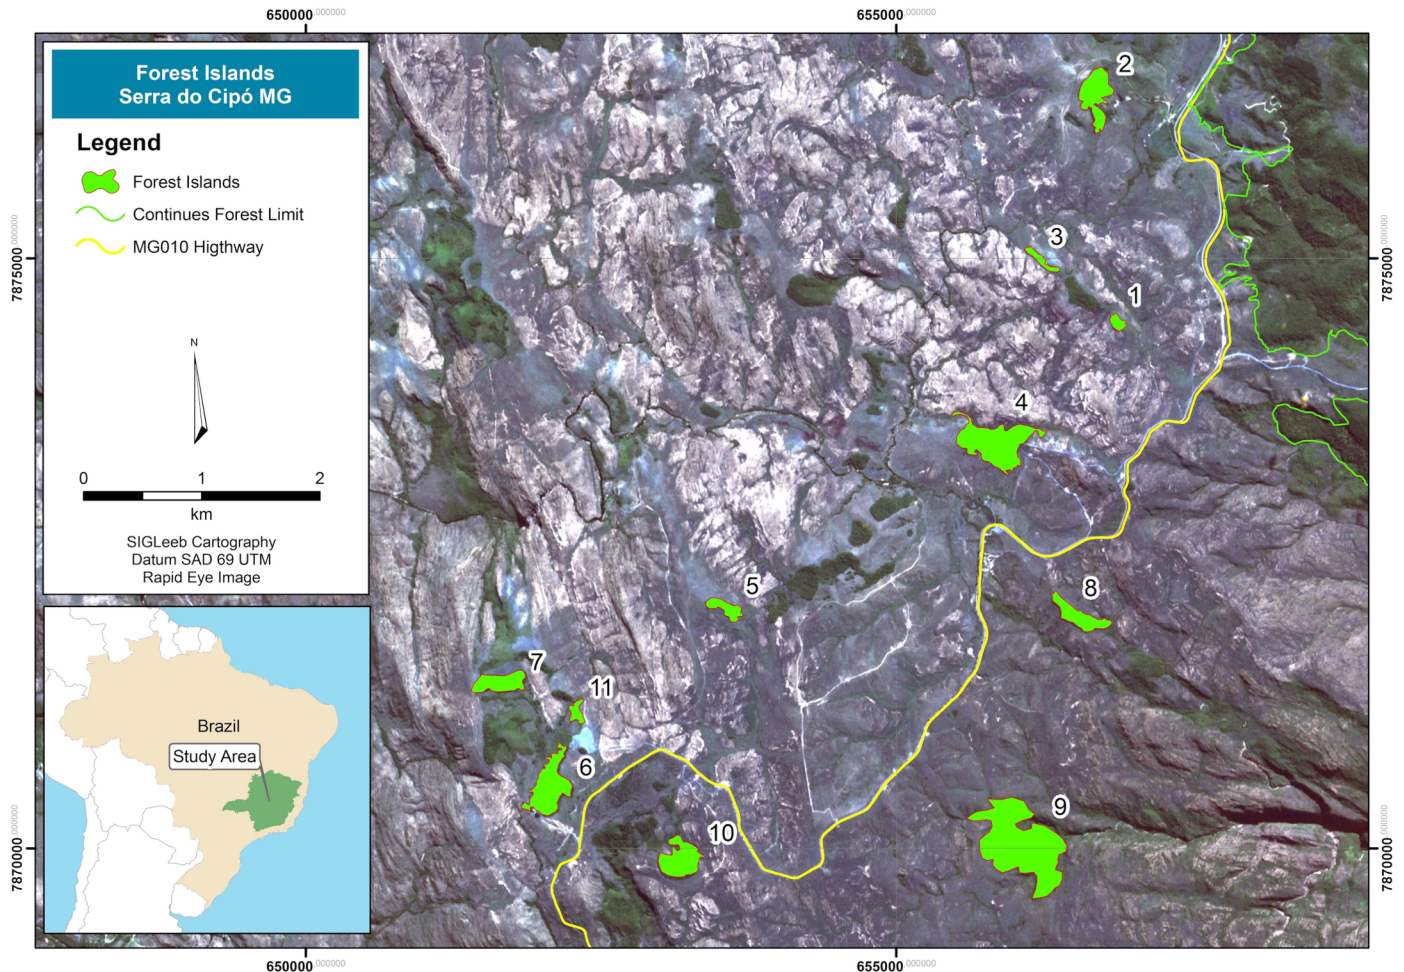 650000.000000
655000.000000
Forest Islands
Serra do Cipó MG
Legend
Forest Islands
Continues Forest Limit
MG010 Higthway
N
0 1 2
km
SIGLeeb Cartography
Datum SAD 69 UTM
Rapid Eye Image
Brazil
Study Area
2
3
1
4
5
8
7
11
6
9
10
7875000.000000
7870000.000000
7875000.000000
7870000.000000
650000.000000
655000.000000